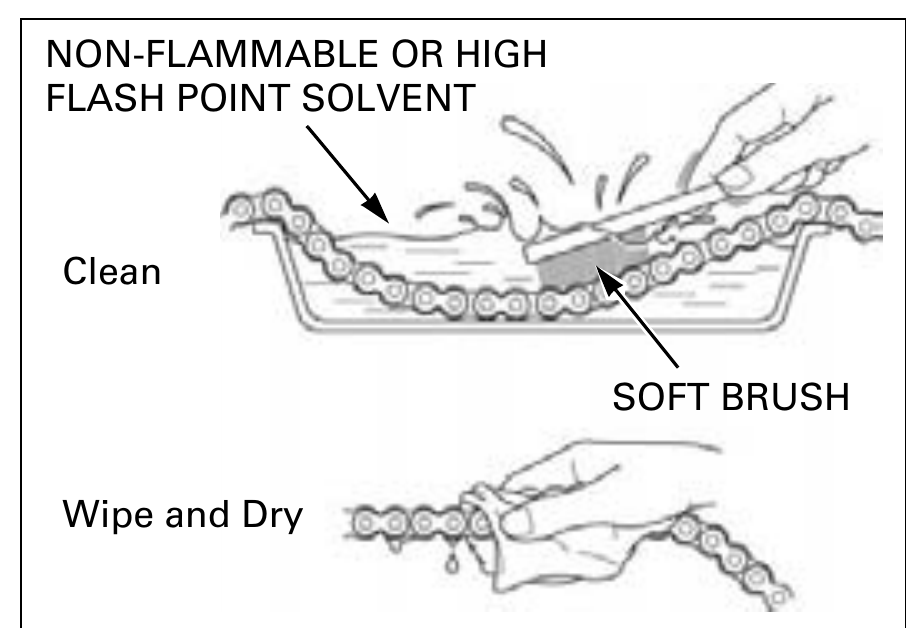 NON-FLAMMABLE OR HIGH
FLASH POINT SOLVENT
Clean
SOFT BRUSH
Wipe and Dry